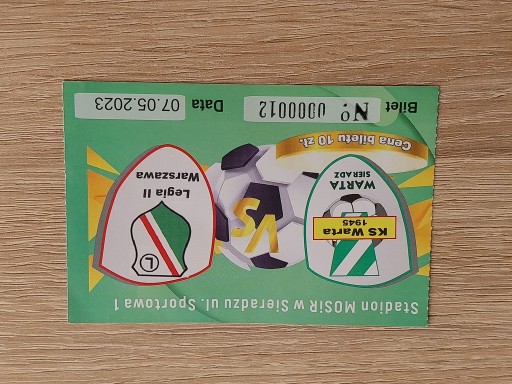 Stadion MOSiR w Sieradzu ul. Sportowa 1
KS Warta
1945
WARTA
SIERADZ
VS
L
Legia II
Warszawa
Cena biletu 10 zł.
Bilet Nº 0000012 Data 07.05.2023